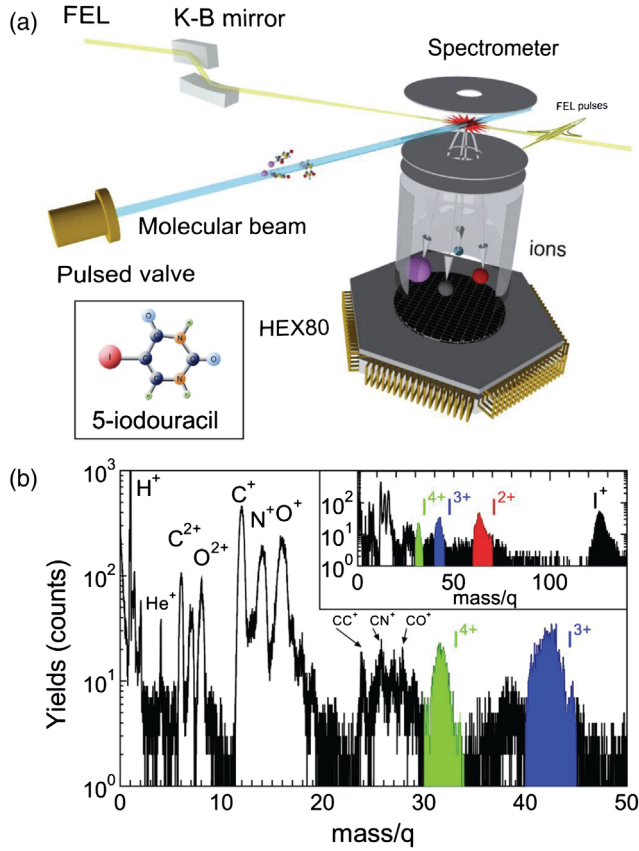 (a)
FEL
K-B mirror
Spectrometer
FEL pulses
Molecular beam
Pulsed valve
ions
HEX80
O
H
C
N
I
C
C
O
C
N
H
H
5-iodouracil
(b)
Yields (counts)
10³
10²
10¹
10⁰
H⁺
He⁺
C²⁺
O²⁺
C⁺
N⁺
O⁺
CC⁺
CN⁺
CO⁺
I⁴⁺
I³⁺
0
10
20
30
40
50
mass/q
10²
10¹
10⁰
I⁴⁺
I³⁺
I²⁺
I⁺
0
50
100
mass/q